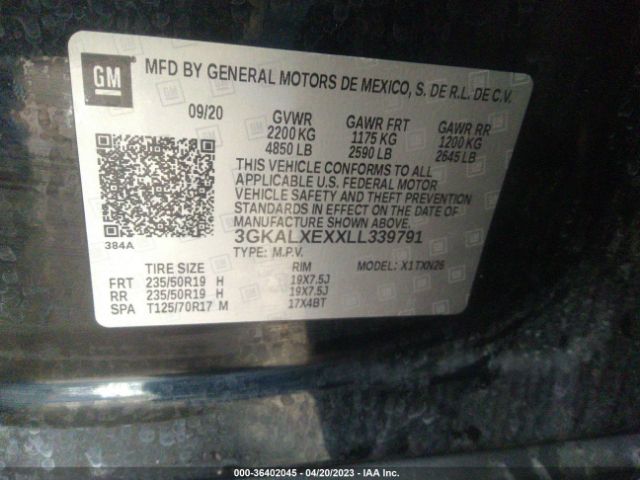 GM
MFD BY GENERAL MOTORS DE MEXICO, S. DE R.L. DE C.V.
09/20 GVWR GAWR FRT GAWR RR
2200 KG 1175 KG 1200 KG
4850 LB 2590 LB 2645 LB
THIS VEHICLE CONFORMS TO ALL
APPLICABLE U.S. FEDERAL MOTOR
VEHICLE SAFETY AND THEFT PREVENTION
STANDARDS IN EFFECT ON THE DATE OF
MANUFACTURE SHOWN ABOVE.
384A 3GKALXEXXLL339791
TYPE: M.P.V. MODEL: X1TXN26
TIRE SIZE RIM
FRT 235/50R19 H 19X7.5J
RR 235/50R19 H 19X7.5J
SPA T125/70R17 M 17X4BT
000-36402045 - 04/20/2023 - IAA Inc.